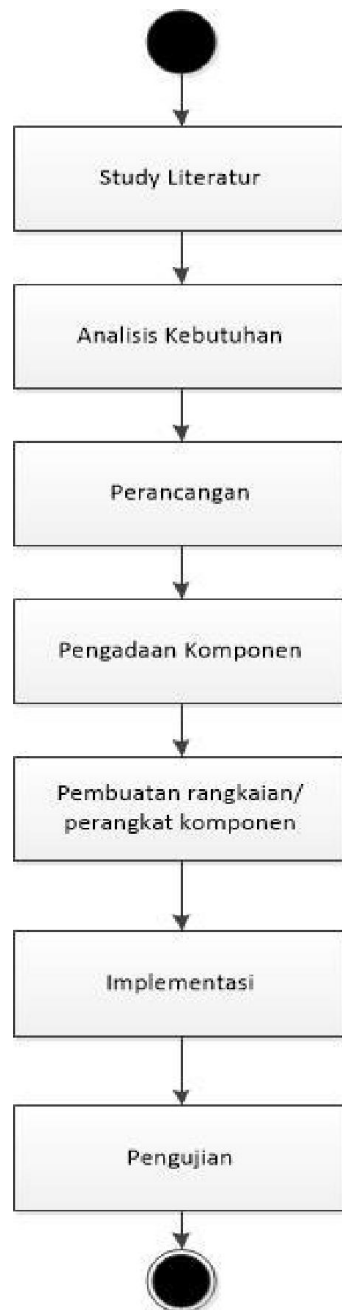 Study Literatur
Analisis Kebutuhan
Perancangan
Pengadaan Komponen
Pembuatan rangkaian/
perangkat komponen
Implementasi
Pengujian